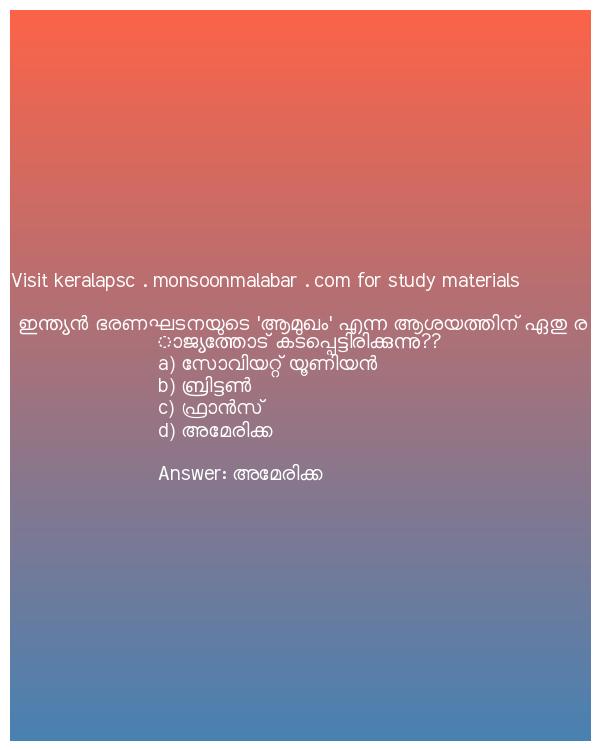 Visit keralapsc . monsoonmalabar . com for study materials
ഇന്ത്യൻ ഭരണഘടനയുടെ 'ആമുഖം' എന്ന ആശയത്തിന് ഏതു ര
ാജ്യത്തോട് കടപ്പെട്ടിരിക്കുന്നു??
a) സോവിയറ്റ് യൂണിയൻ
b) ബ്രിട്ടൺ
c) ഫ്രാൻസ്
d) അമേരിക്ക
Answer: അമേരിക്ക